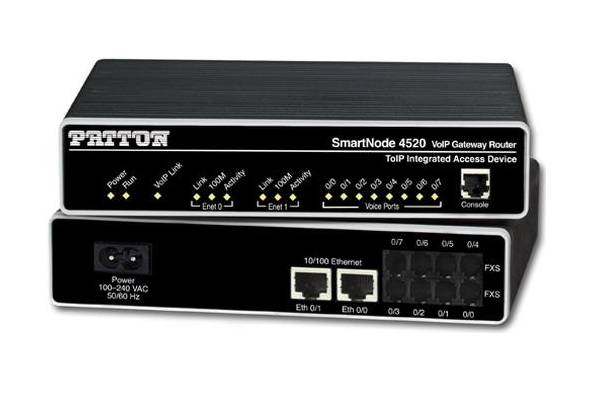 PATTON
SmartNode 4520 VoIP Gateway Router
ToIP Integrated Access Device
Power
Run
VoIP Link
Link
100M
Activity
Link
100M
Activity
0/0 0/1 0/2 0/3 0/4 0/5 0/6 0/7
Enet 0
Enet 1
Voice Ports
Console
0/7 0/6 0/5 0/4
10/100 Ethernet
FXS
Power
100–240 VAC
50/60 Hz
FXS
Eth 0/1
Eth 0/0
0/3 0/2 0/1 0/0